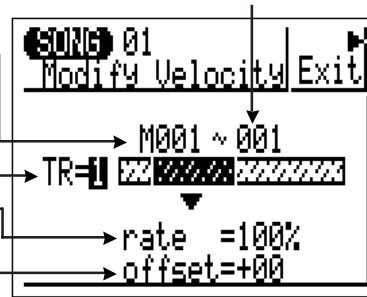 SONG 01
Modify Velocity Exit
M001 ~ 001
TR=1
rate =100%
offset=+00